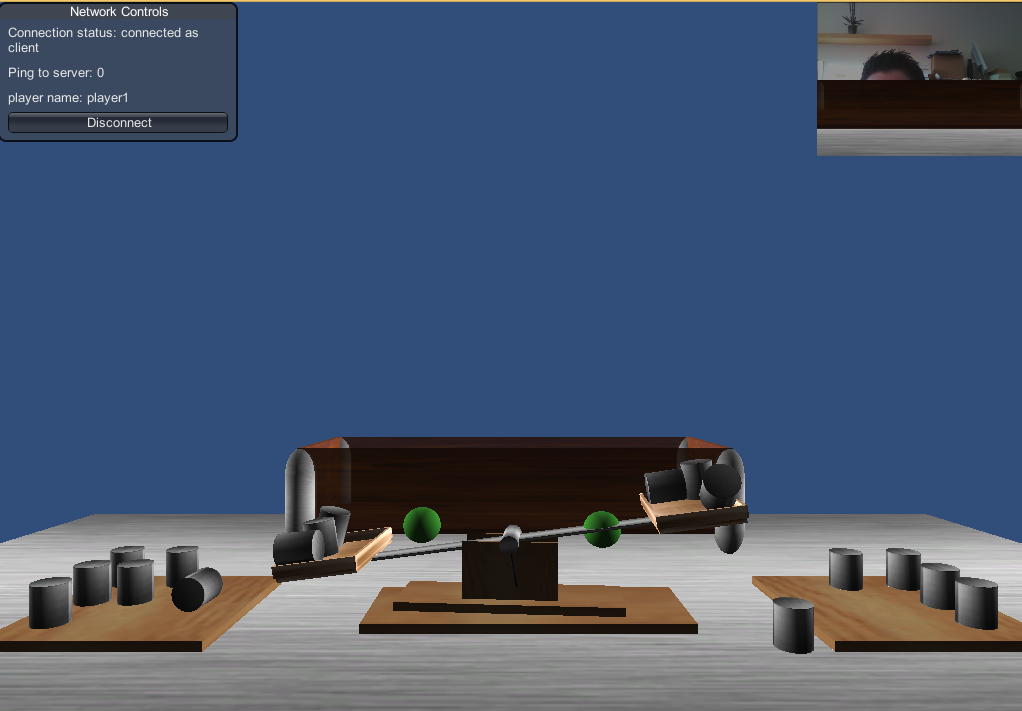 Network Controls
Connection status: connected as
client
Ping to server: 0
player name: player1
Disconnect